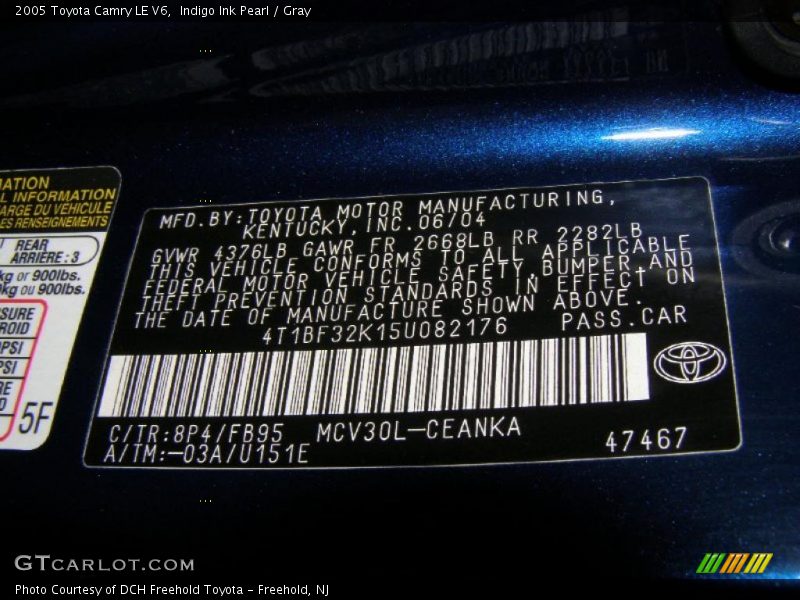 2005 Toyota Camry LE V6,  Indigo Ink Pearl / Gray
MATION
L INFORMATION
ARGE DU VEHICULE
LES RENSEIGNEMENTS
REAR
ARRIÈRE : 3
kg or 900lbs.
kg ou 900lbs.
SSURE
ROID
PSI
PSI
RE
5F
MFD.BY:TOYOTA MOTOR MANUFACTURING,
KENTUCKY,INC.06/04
GVWR 4376LB GAWR FR 2668LB RR 2282LB
THIS VEHICLE CONFORMS TO ALL APPLICABLE
FEDERAL MOTOR VEHICLE SAFETY,BUMPER,AND
THEFT PREVENTION STANDARDS IN EFFECT ON
THE DATE OF MANUFACTURE SHOWN ABOVE.
4T1BF32K15U082176 PASS.CAR
C/TR:8P4/FB95 MCV30L-CEANKA
A/TM:-03A/U151E 47467
GTCARLOT.COM
Photo Courtesy of DCH Freehold Toyota - Freehold, NJ